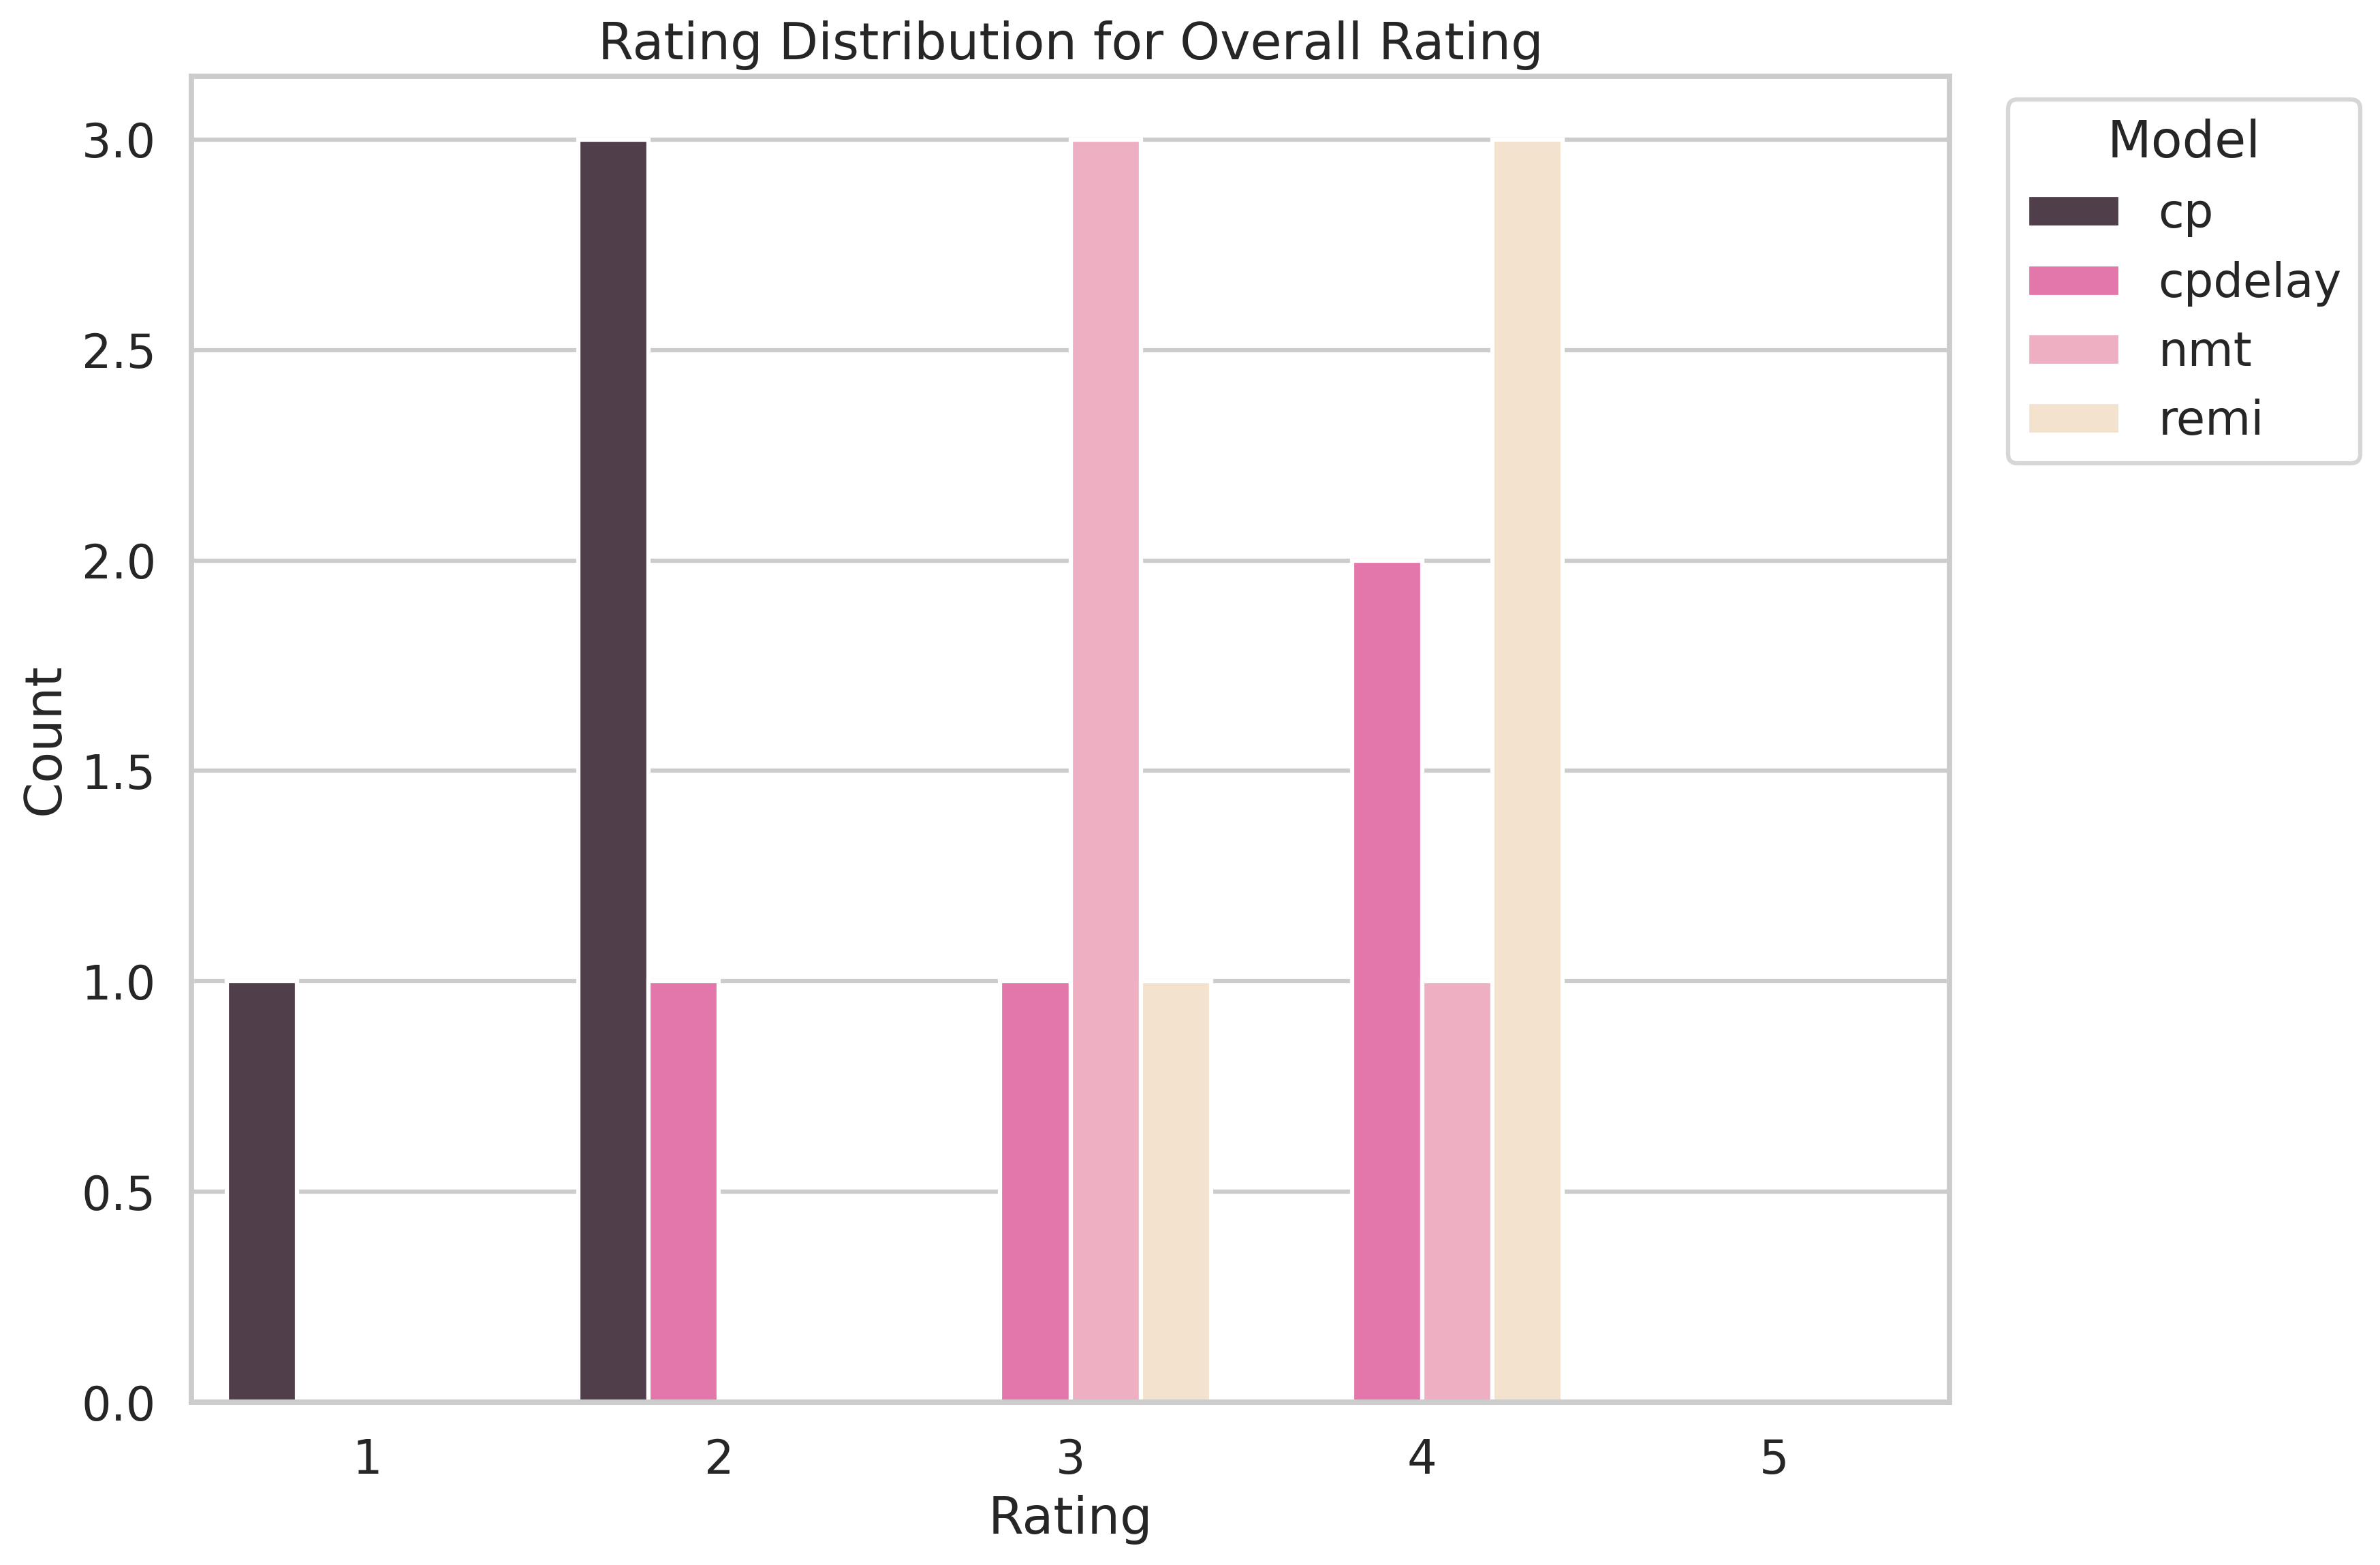 Rating Distribution for Overall Rating
3.0
2.5
2.0
1.5
1.0
0.5
0.0
Count
1 2 3 4 5
Rating
Model
cp
cpdelay
nmt
remi